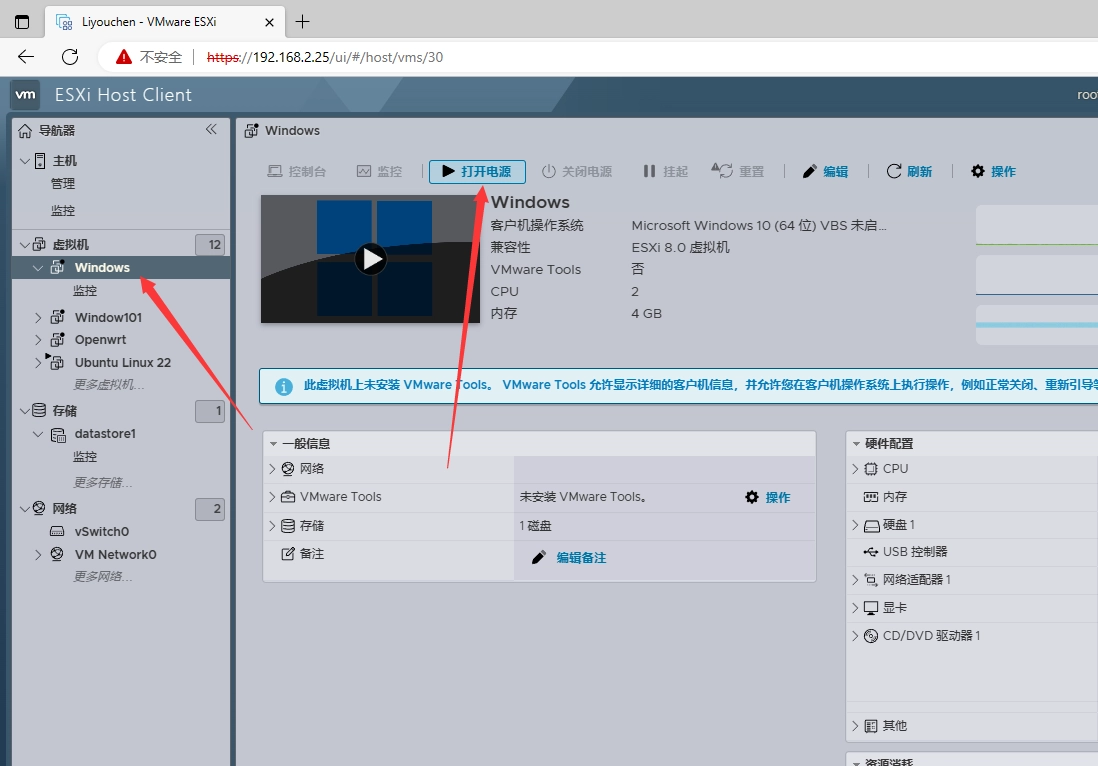 Liyouchen - VMware ESXi
不安全 https://192.168.2.25/ui/#/host/vms/30
vm ESXi Host Client
导航器
主机
管理
监控
虚拟机 12
Windows
监控
Window101
Openwrt
Ubuntu Linux 22
更多虚拟机...
存储 1
datastore1
监控
更多存储...
网络 2
vSwitch0
VM Network0
更多网络...
Windows
控制台 监控 打开电源 关闭电源 挂起 重置 编辑 刷新 操作
Windows
客户机操作系统 Microsoft Windows 10 (64 位) VBS 未启...
兼容性 ESXi 8.0 虚拟机
VMware Tools 否
CPU 2
内存 4 GB
此虚拟机上未安装 VMware Tools。 VMware Tools 允许显示详细的客户机信息，并允许您在客户机操作系统上执行操作，例如正常关闭、重新引导
一般信息
网络
VMware Tools 未安装 VMware Tools。 操作
存储 1 磁盘
备注 编辑备注
硬件配置
CPU
内存
硬盘 1
USB 控制器
网络适配器 1
显卡
CD/DVD 驱动器 1
其他
资源消耗